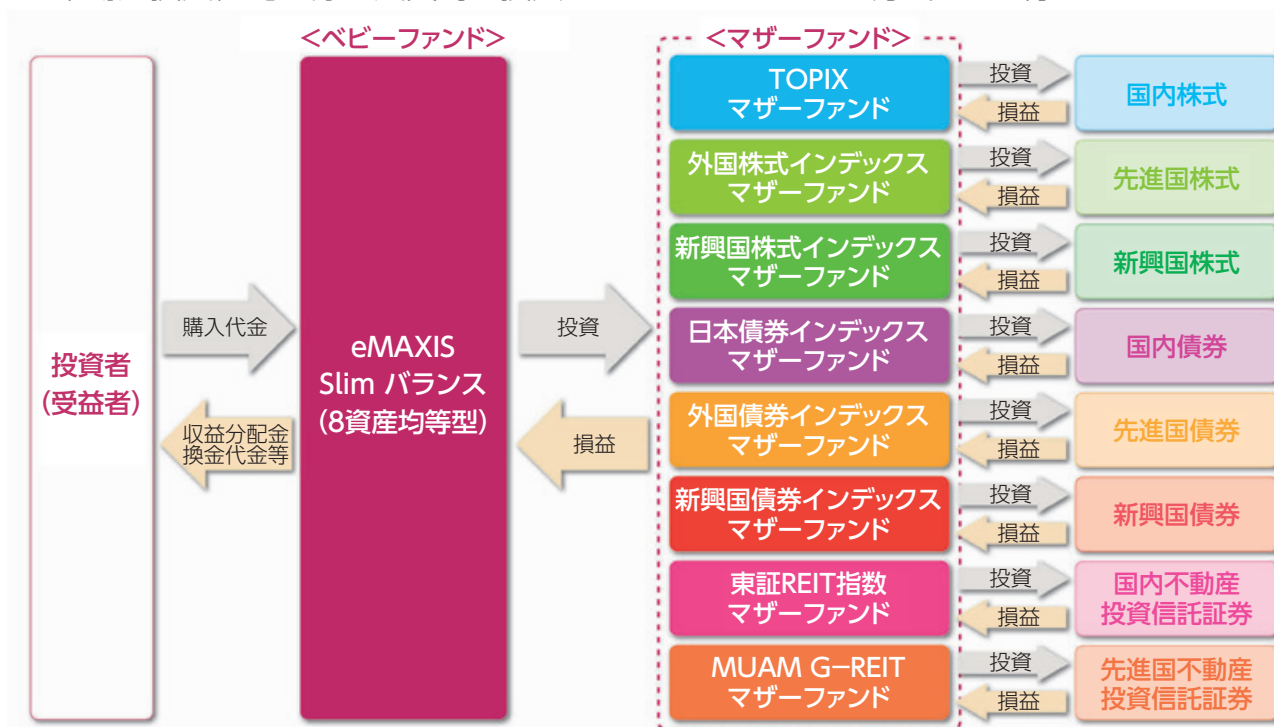 <ベビーファンド>
<マザーファンド>
投資者
(受益者)
購入代金
収益分配金
換金代金等
eMAXIS
Slim バランス
(8資産均等型)
投資
損益
TOPIX
マザーファンド
投資
損益
国内株式
外国株式インデックス
マザーファンド
投資
損益
先進国株式
新興国株式インデックス
マザーファンド
投資
損益
新興国株式
日本債券インデックス
マザーファンド
投資
損益
国内債券
外国債券インデックス
マザーファンド
投資
損益
先進国債券
新興国債券インデックス
マザーファンド
投資
損益
新興国債券
東証REIT指数
マザーファンド
投資
損益
国内不動産
投資信託証券
MUAM G−REIT
マザーファンド
投資
損益
先進国不動産
投資信託証券